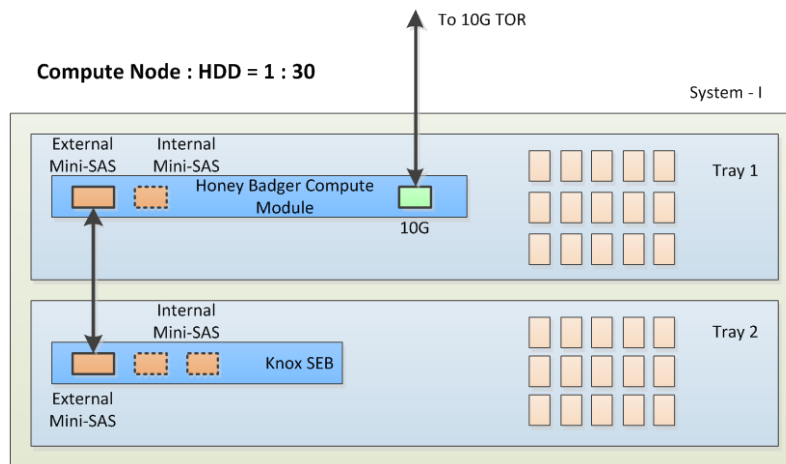 To 10G TOR
Compute Node : HDD = 1 : 30
System - I
External
Mini-SAS
Internal
Mini-SAS
Honey Badger Compute
Module
10G
Tray 1
Internal
Mini-SAS
Knox SEB
External
Mini-SAS
Tray 2